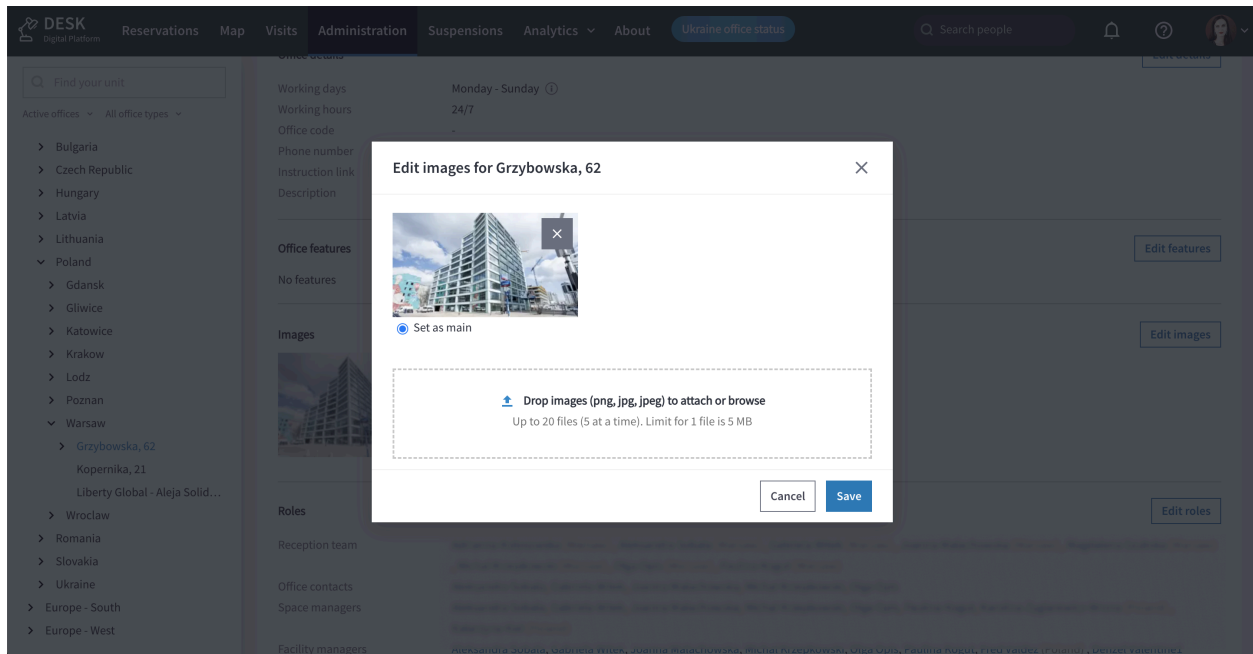 DESK
Digital Platform
Reservations Map Visits Administration Suspensions Analytics About Ukraine office status Search people
Office details Edit details
Find your unit
Active offices All office types
Working days Monday - Sunday
Working hours 24/7
Office code -
Phone number
Instruction link
Description
Bulgaria
Czech Republic
Hungary
Latvia
Lithuania
Poland
Gdansk
Gliwice
Katowice
Krakow
Lodz
Poznan
Warsaw
Grzybowska, 62
Kopernika, 21
Liberty Global - Aleja Solid...
Wroclaw
Romania
Slovakia
Ukraine
Europe - South
Europe - West
Office features Edit features
No features
Images Edit images
Edit images for Grzybowska, 62
Set as main
Drop images (png, jpg, jpeg) to attach or browse
Up to 20 files (5 at a time). Limit for 1 file is 5 MB
Cancel Save
Roles Edit roles
Reception team
Office contacts
Space managers
Facility managers